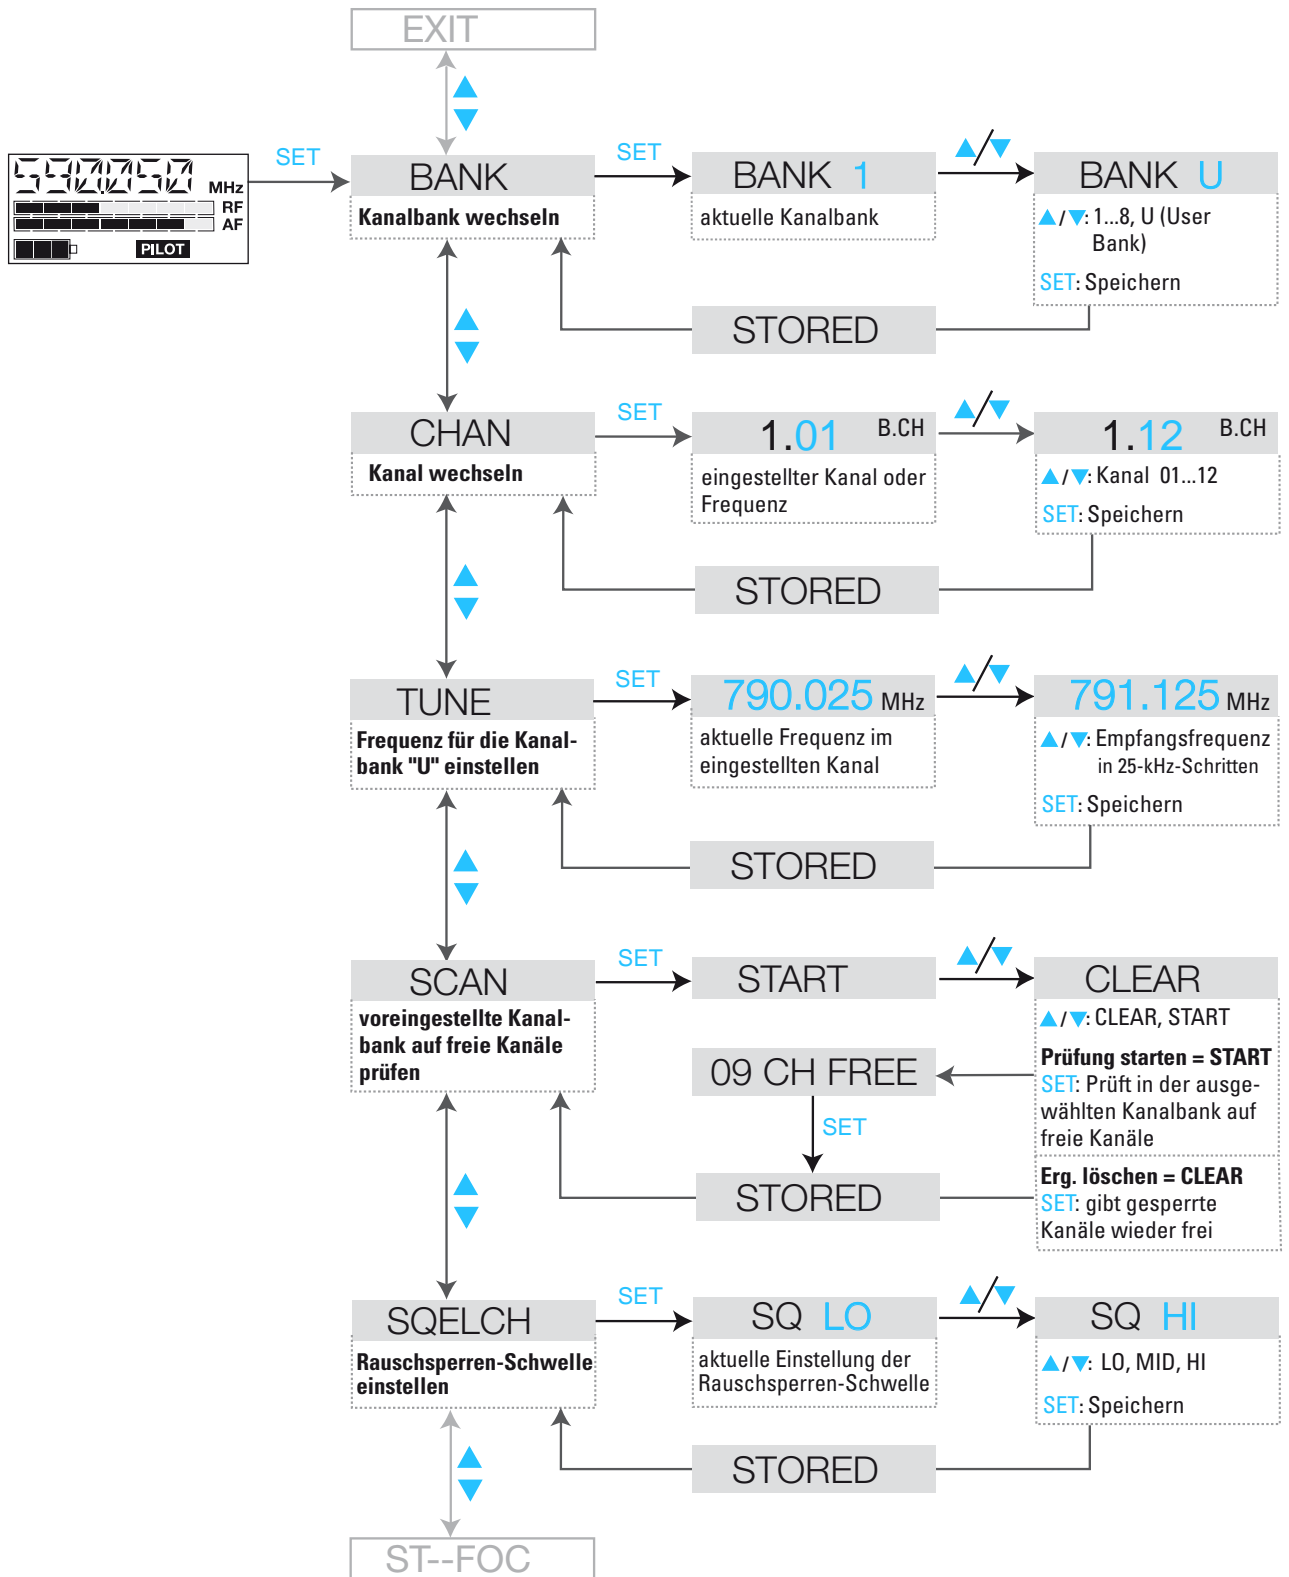 EXIT
590.050 MHz
RF
AF
PILOT
SET
BANK
Kanalbank wechseln
SET
BANK 1
aktuelle Kanalbank
▲/▼
BANK U
▲/▼: 1...8, U (User
Bank)
SET: Speichern
STORED
CHAN
Kanal wechseln
SET
1.01 B.CH
eingestellter Kanal oder
Frequenz
▲/▼
1.12 B.CH
▲/▼: Kanal 01...12
SET: Speichern
STORED
TUNE
Frequenz für die Kanal-
bank "U" einstellen
SET
790.025 MHz
aktuelle Frequenz im
eingestellten Kanal
▲/▼
791.125 MHz
▲/▼: Empfangsfrequenz
in 25-kHz-Schritten
SET: Speichern
STORED
SCAN
voreingestellte Kanal-
bank auf freie Kanäle
prüfen
SET
START
▲/▼
CLEAR
▲/▼: CLEAR, START
Prüfung starten = START
SET: Prüft in der ausge-
wählten Kanalbank auf
freie Kanäle
09 CH FREE
SET
STORED
Erg. löschen = CLEAR
SET: gibt gesperrte
Kanäle wieder frei
SQELCH
Rauschsperren-Schwelle
einstellen
SET
SQ LO
aktuelle Einstellung der
Rauschsperren-Schwelle
▲/▼
SQ HI
▲/▼: LO, MID, HI
SET: Speichern
STORED
ST--FOC